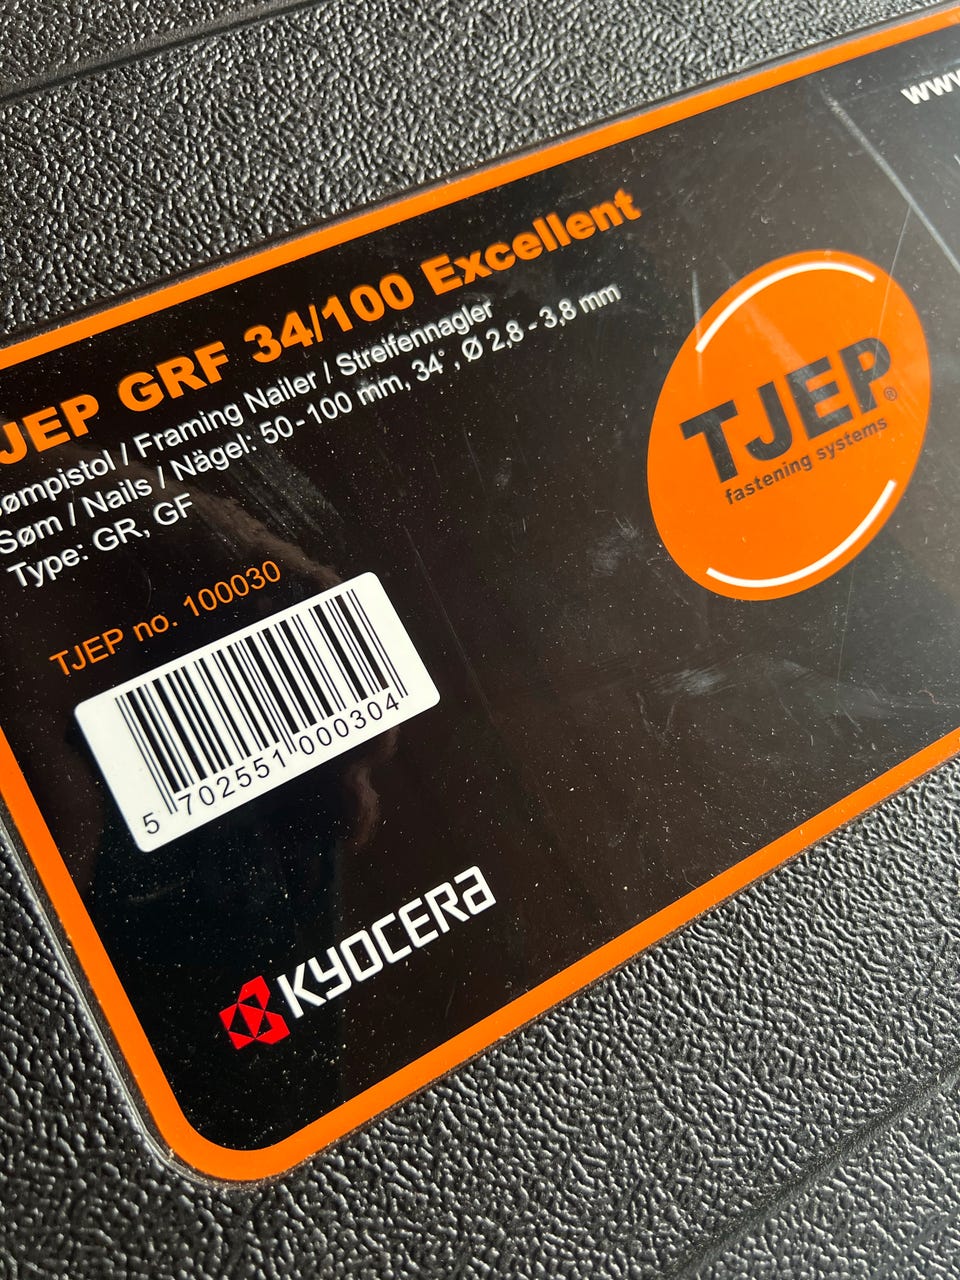 JEP GRF 34/100 Excellent
ømpistol / Framing Nailer / Streifennagler
Søm / Nails / Nägel: 50 - 100 mm, 34°, Ø 2,8 - 3,8 mm
Type: GR, GF
TJEP no. 100030
5 702551 000304
KYOCERA
www
TJEP®
fastening systems